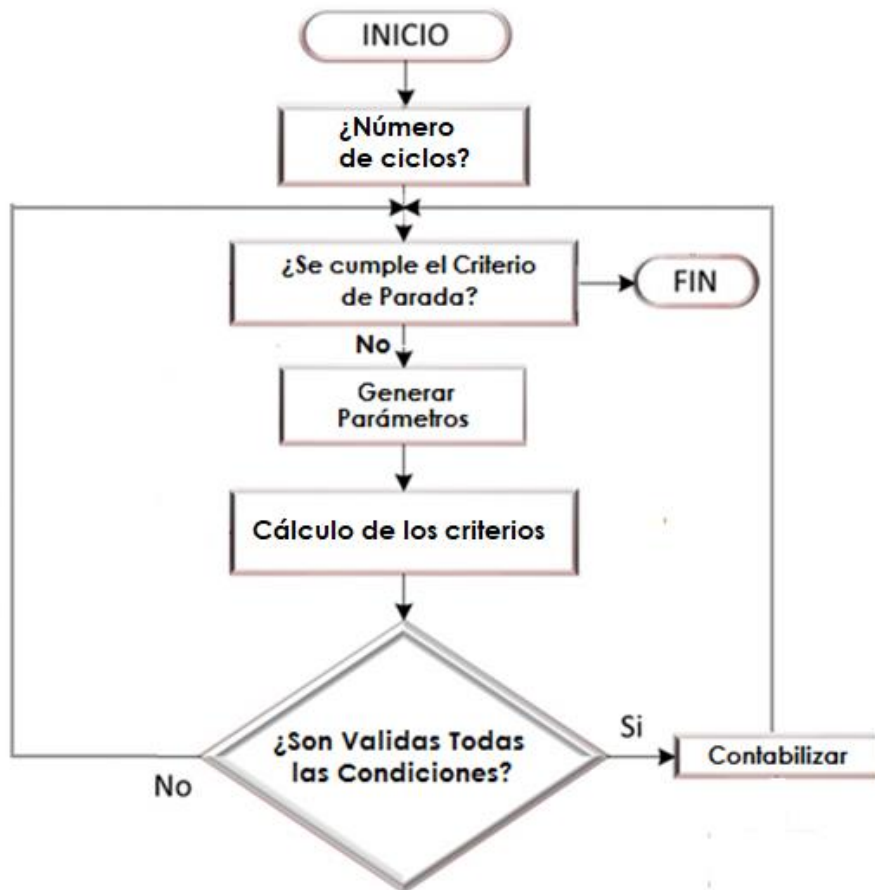 INICIO
¿Número
de ciclos?
¿Se cumple el Criterio
de Parada?
FIN
No
Generar
Parámetros
Cálculo de los criterios
¿Son Validas Todas
las Condiciones?
Si
Contabilizar
No